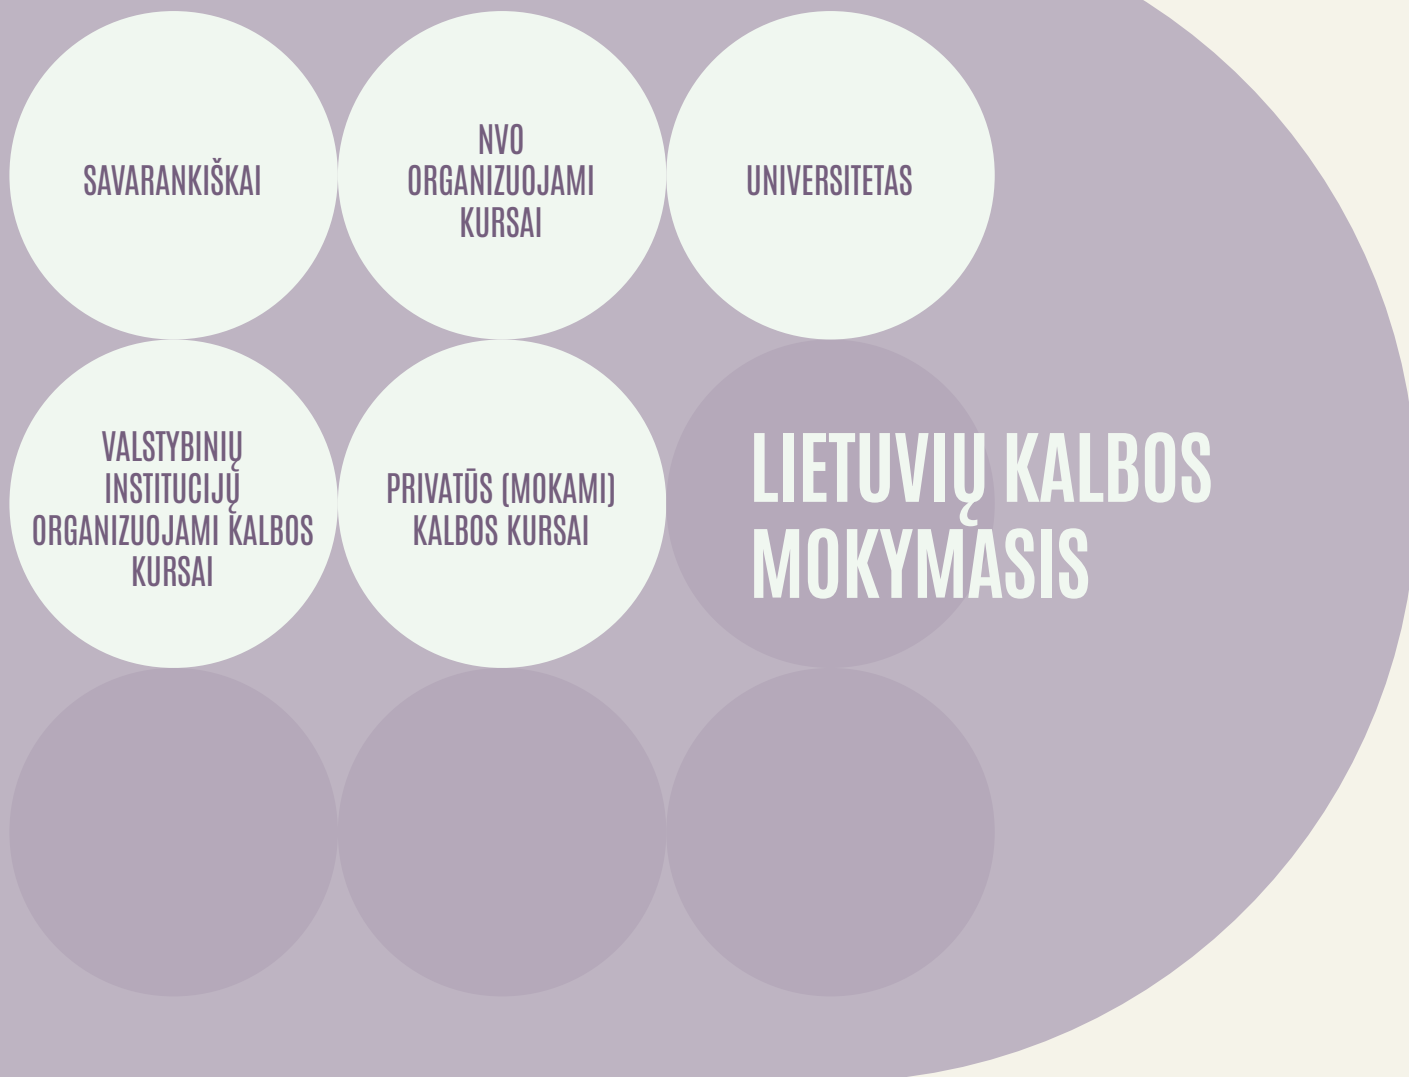 SAVARANKIŠKAI
NVO
ORGANIZUOJAMI
KURSAI
UNIVERSITETAS
VALSTYBINIŲ
INSTITUCIJŲ
ORGANIZUOJAMI KALBOS
KURSAI
PRIVATŪS (MOKAMI)
KALBOS KURSAI
LIETUVIŲ KALBOS
MOKYMASIS